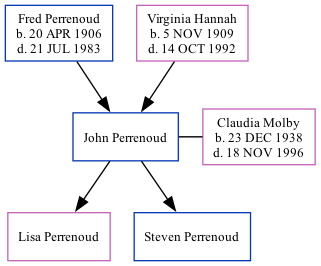 Fred Perrenoud
b. 20 APR 1906
d. 21 JUL 1983
Virginia Hannah
b. 5 NOV 1909
d. 14 OCT 1992
John Perrenoud
Claudia Molby
b. 23 DEC 1938
d. 18 NOV 1996
Lisa Perrenoud
Steven Perrenoud